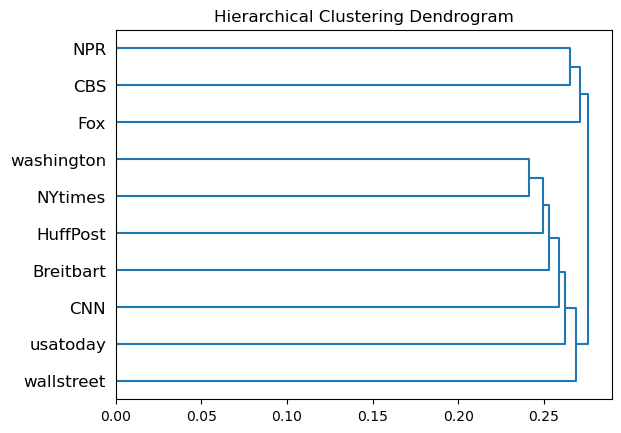 Hierarchical Clustering Dendrogram
NPR
CBS
Fox
washington
NYtimes
HuffPost
Breitbart
CNN
usatoday
wallstreet
0.00 0.05 0.10 0.15 0.20 0.25